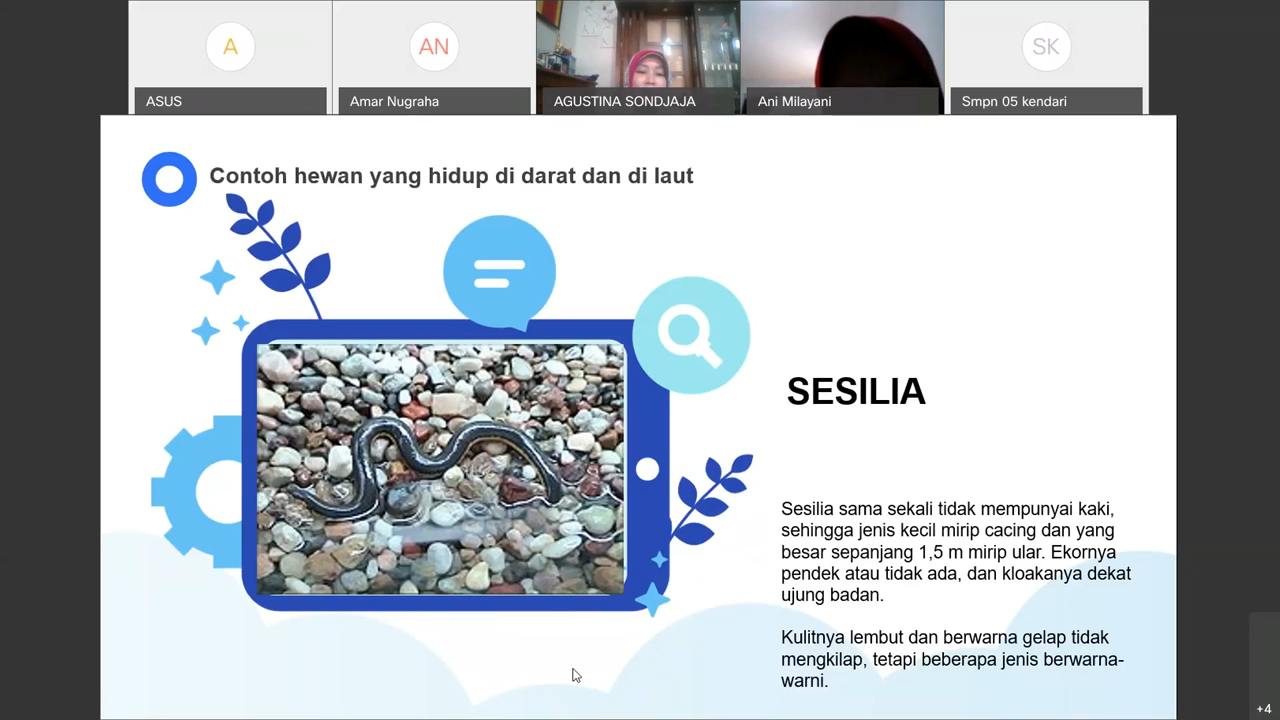 A
AN
SK
ASUS
Amar Nugraha
AGUSTINA SONDJAJA
Ani Milayani
Smpn 05 kendari
Contoh hewan yang hidup di darat dan di laut
SESILIA
Sesilia sama sekali tidak mempunyai kaki,
sehingga jenis kecil mirip cacing dan yang
besar sepanjang 1,5 m mirip ular. Ekornya
pendek atau tidak ada, dan kloakanya dekat
ujung badan.
Kulitnya lembut dan berwarna gelap tidak
mengkilap, tetapi beberapa jenis berwarna-
warni.
+4